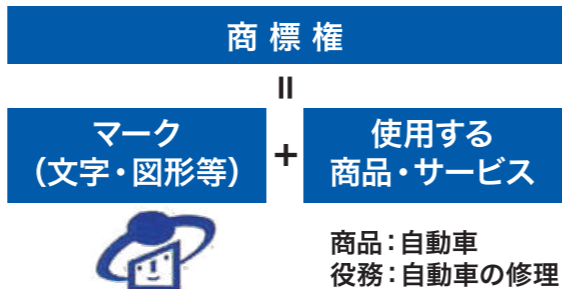 商標権
=
マーク
(文字・図形等)
+
使用する
商品・サービス
商品:自動車
役務:自動車の修理